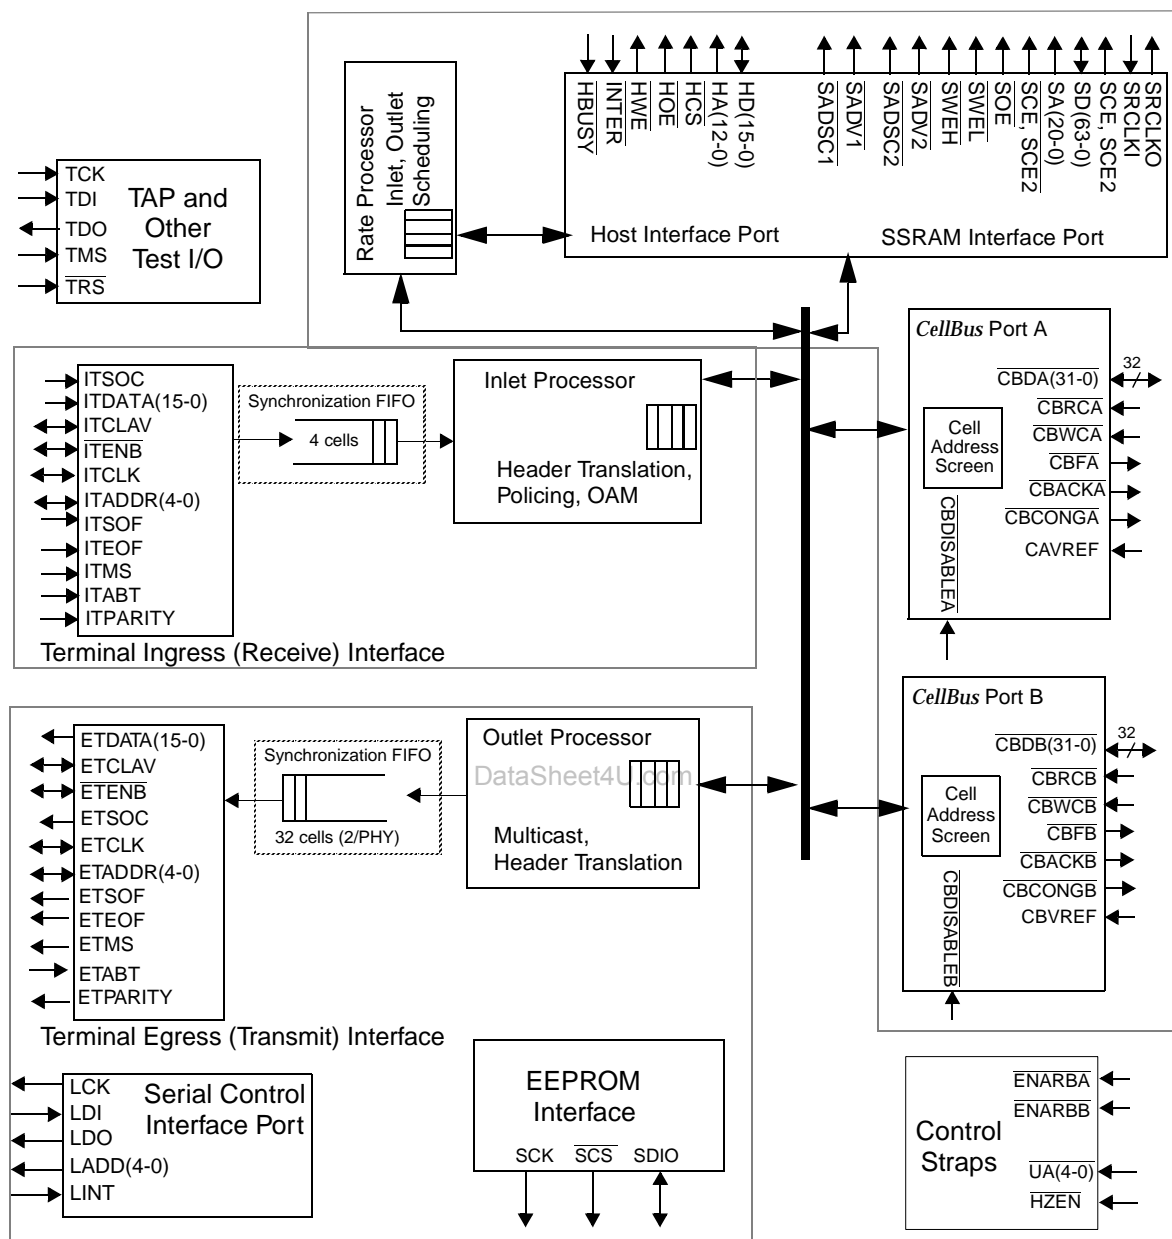 HBUSY
INTER
HWE
HOE
HCS
HA(12-0)
HD(15-0)
SADSC1
SADV1
SADSC2
SADV2
SWEH
SWEL
SOE
SCE, SCE2
SA(20-0)
SD(63-0)
SCE, SCE2
SRCLKI
SRCLKO
Host Interface Port
SSRAM Interface Port
Rate Processor
Inlet, Outlet
Scheduling
TCK
TDI
TDO
TMS
TRS
TAP and
Other
Test I/O
ITSOC
ITDATA(15-0)
ITCLAV
ITENB
ITCLK
ITADDR(4-0)
ITSOF
ITEOF
ITMS
ITABT
ITPARITY
Synchronization FIFO
4 cells
Inlet Processor
Header Translation,
Policing, OAM
Terminal Ingress (Receive) Interface
CellBus Port A
CBDA(31-0)
32
CBRCA
CBWCA
CBFA
CBACKA
CBCONGA
CAVREF
Cell
Address
Screen
CBDISABLEA
ETDATA(15-0)
ETCLAV
ETENB
ETSOC
ETCLK
ETADDR(4-0)
ETSOF
ETEOF
ETMS
ETABT
ETPARITY
Synchronization FIFO
32 cells (2/PHY)
Outlet Processor
DataSheet4U.com
Multicast,
Header Translation
Terminal Egress (Transmit) Interface
CellBus Port B
CBDB(31-0)
32
CBRCB
CBWCB
CBFB
CBACKB
CBCONGB
CBVREF
Cell
Address
Screen
CBDISABLEB
LCK
LDI
LDO
LADD(4-0)
LINT
Serial Control
Interface Port
EEPROM
Interface
SCK
SCS
SDIO
Control
Straps
ENARBA
ENARBB
UA(4-0)
HZEN